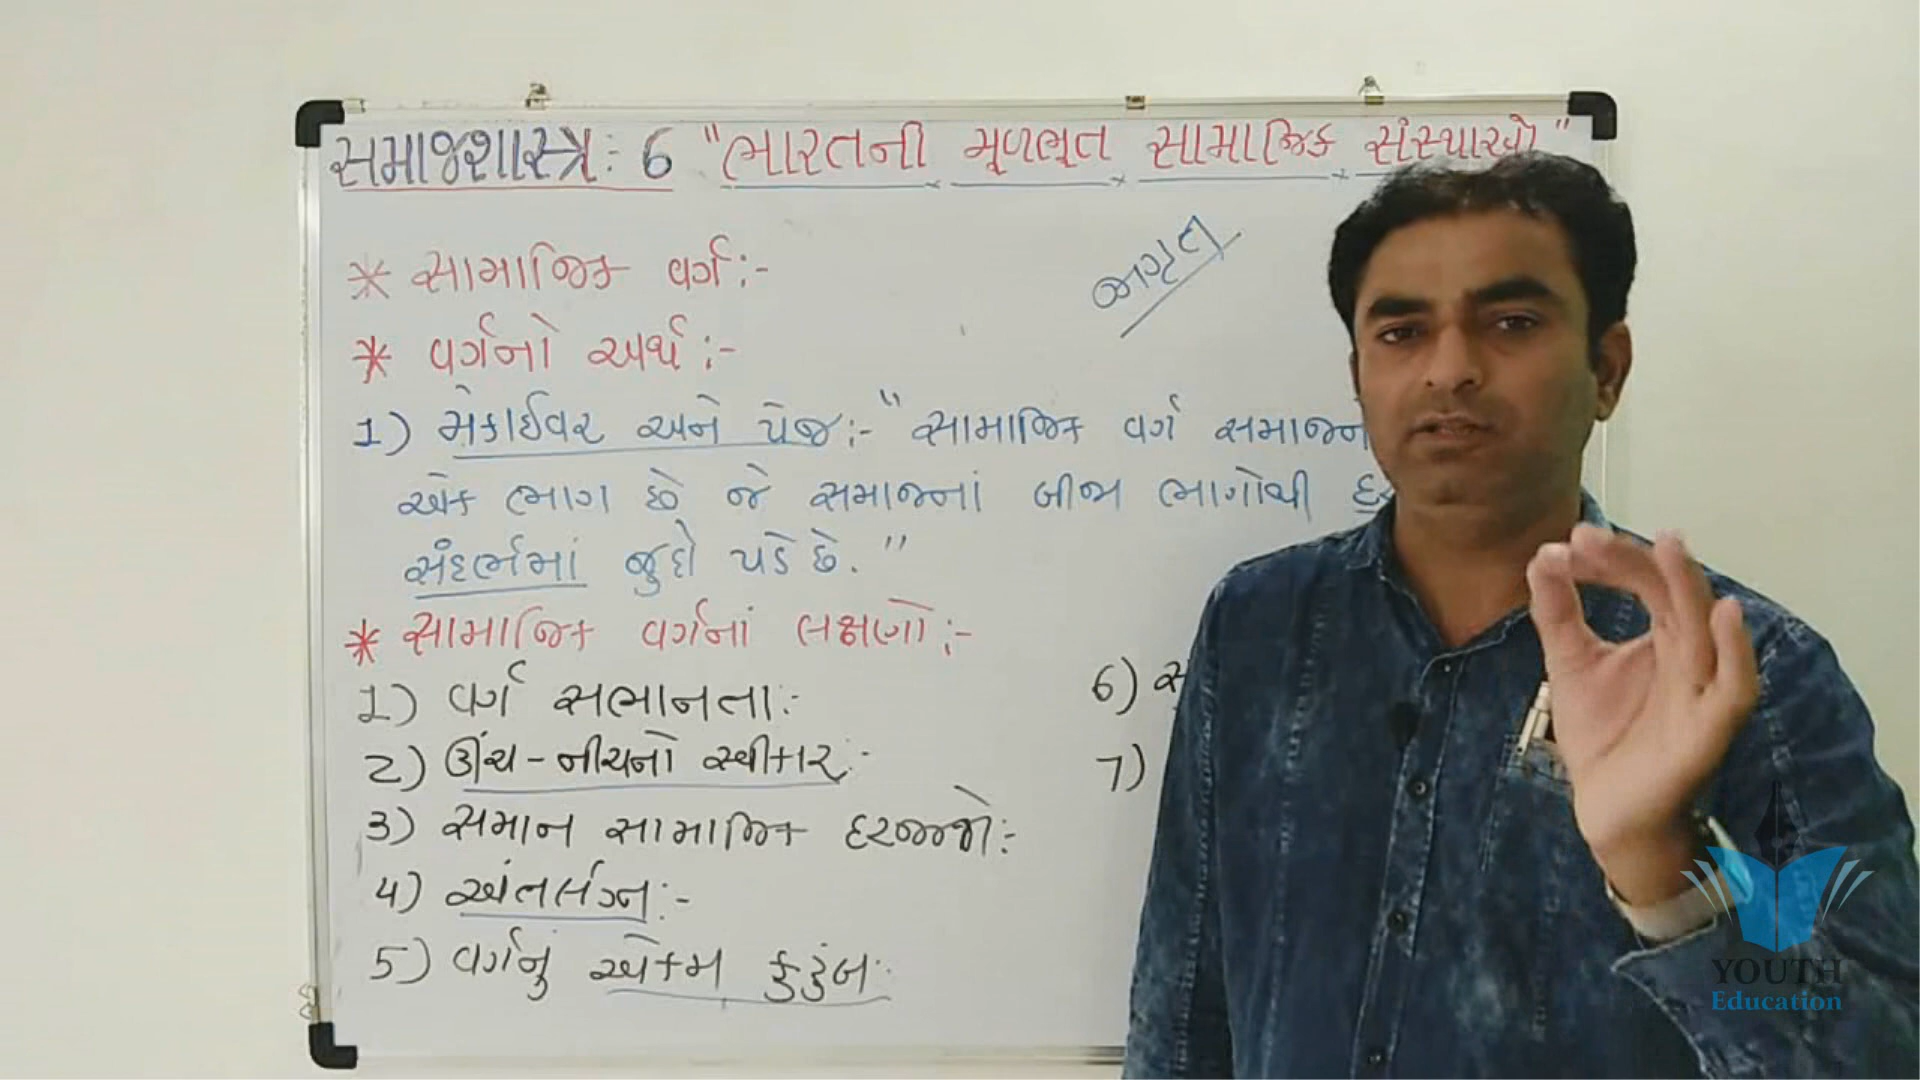 સમાજશાસ્ત્ર: 6 "ભારતની મૂળભૂત સામાજિક સંસ્થાઓ"
જાગૃત
* સામાજિક વર્ગ:-
* વર્ગનો અર્થ:-
1) મેકાઈવર અને પેજ:- "સામાજિક વર્ગ સમાજનો
એક ભાગ છે જે સમાજનાં બીજા ભાગોથી
સંદર્ભમાં જુદો પડે છે."
* સામાજિક વર્ગનાં લક્ષણો:-
1) વર્ગ સભાનતા:-
2) ઊંચ-નીચનો સ્વીકાર:-
3) સમાન સામાજિક દરજ્જો:-
4) અંતર્લગ્ન:-
5) વર્ગનું એકમ કુટુંબ:
6)
7)
YOUTH
Education